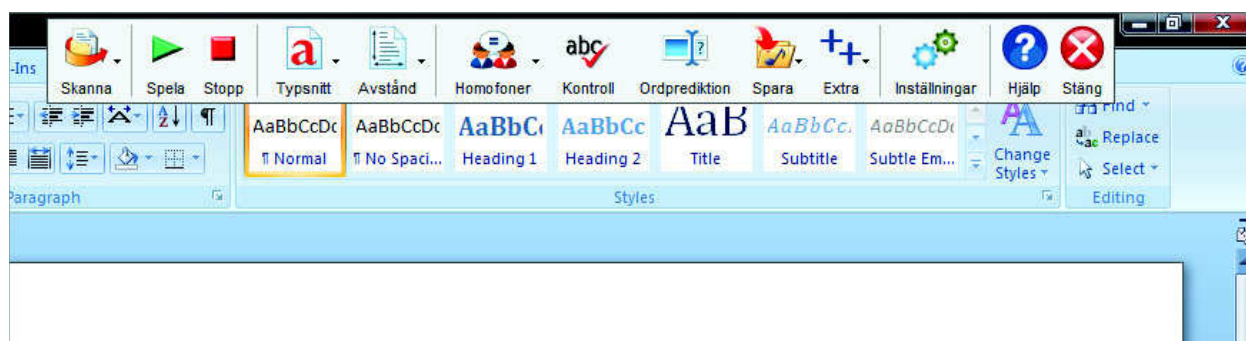 -Ins
Skanna Spela Stopp Typsnitt Avstånd Homofoner Kontroll Ordprediktion Spara Extra Inställningar Hjälp Stäng
AaBbCcDc AaBbCcDc AaBbC AaBbCc AaB AaBbCc. AaBbCcDt Find
Replace
¶ Normal ¶ No Spaci... Heading 1 Heading 2 Title Subtitle Subtle Em... Change Styles Select
Paragraph Styles Editing